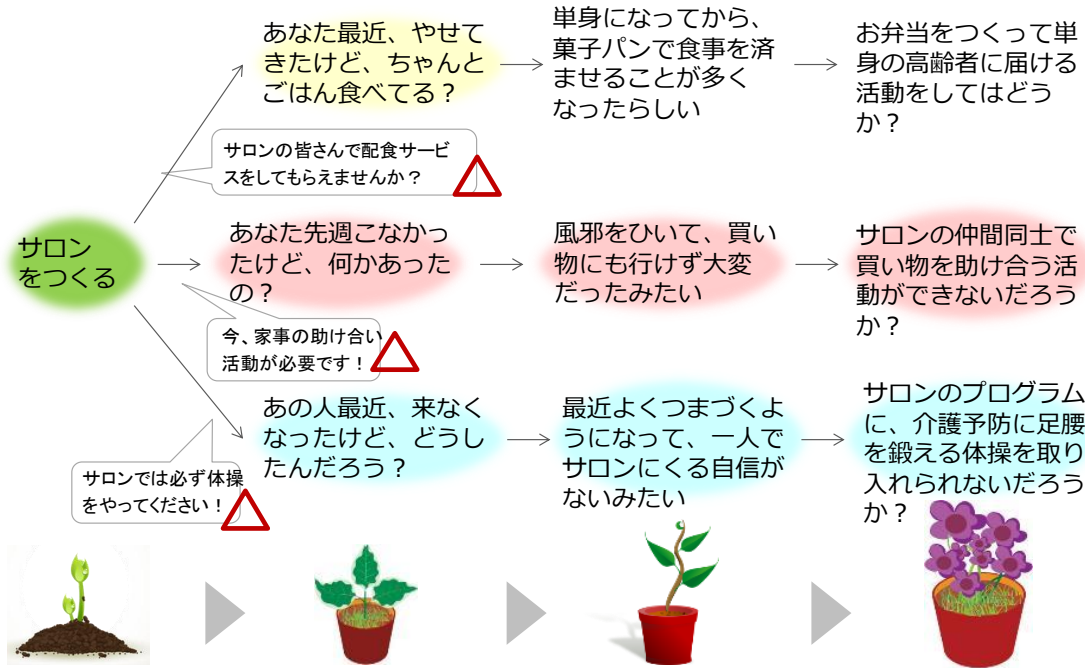 あなた最近、やせて
きたけど、ちゃんと
ごはん食べてる？
単身になってから、
菓子パンで食事を済
ませることが多く
なったらしい
お弁当をつくって単
身の高齢者に届ける
活動をしてはどう
か？
サロンの皆さんで配食サービ
スをしてもらえませんか？
サロン
をつくる
あなた先週こなかっ
たけど、何かあった
の？
風邪をひいて、買い
物にも行けず大変
だったみたい
サロンの仲間同士で
買い物を助け合う活
動ができないだろう
か？
今、家事の助け合い
活動が必要です！
あの人最近、来なく
なったけど、どうし
たんだろう？
最近よくつまづくよ
うになって、一人で
サロンにくる自信が
ないみたい
サロンのプログラム
に、介護予防に足腰
を鍛える体操を取り
入れられないだろう
か？
サロンでは必ず体操
をやってください！